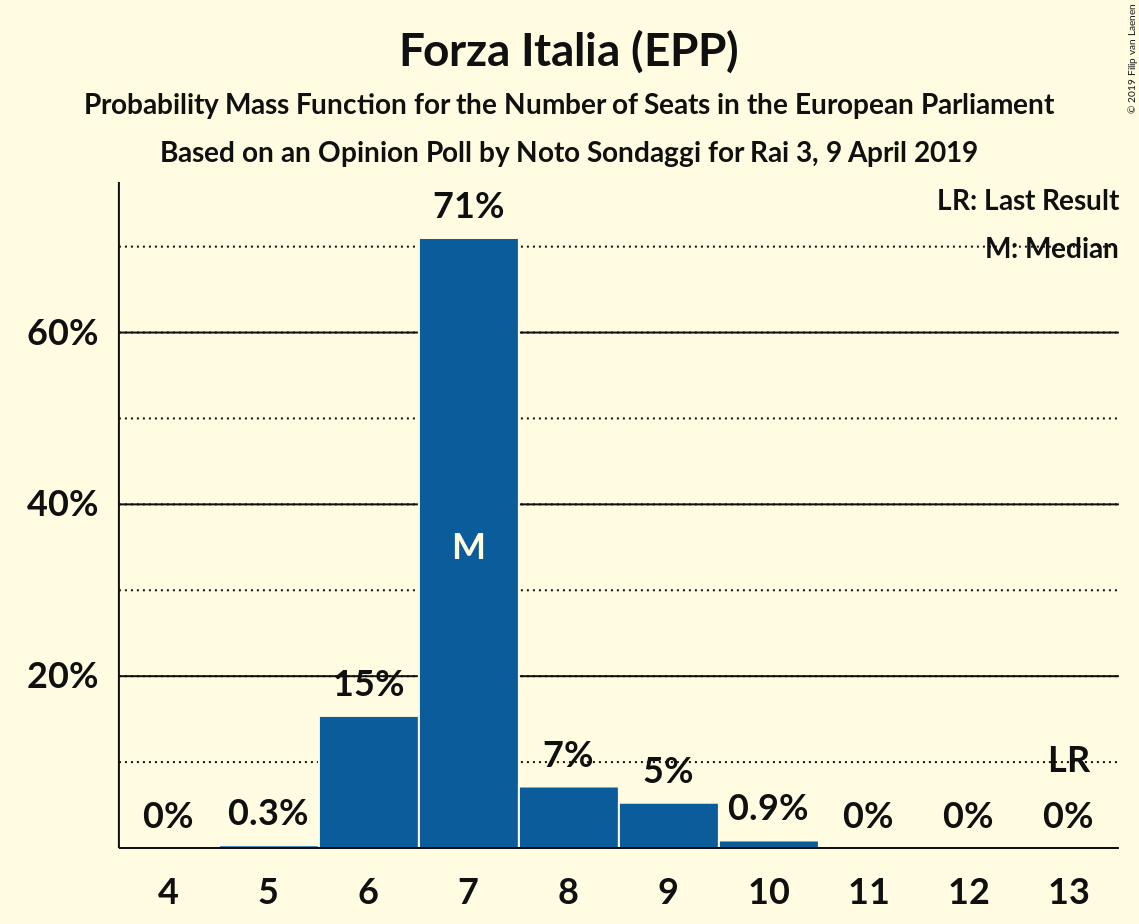 Forza Italia (EPP)
Probability Mass Function for the Number of Seats in the European Parliament
Based on an Opinion Poll by Noto Sondaggi for Rai 3, 9 April 2019
© 2019 Filip van Laenen
LR: Last Result
M: Median
71%
60%
40%
M
20%
15%
7%
5%
LR
0%
0.3%
0.9%
0%
0%
0%
4 5 6 7 8 9 10 11 12 13